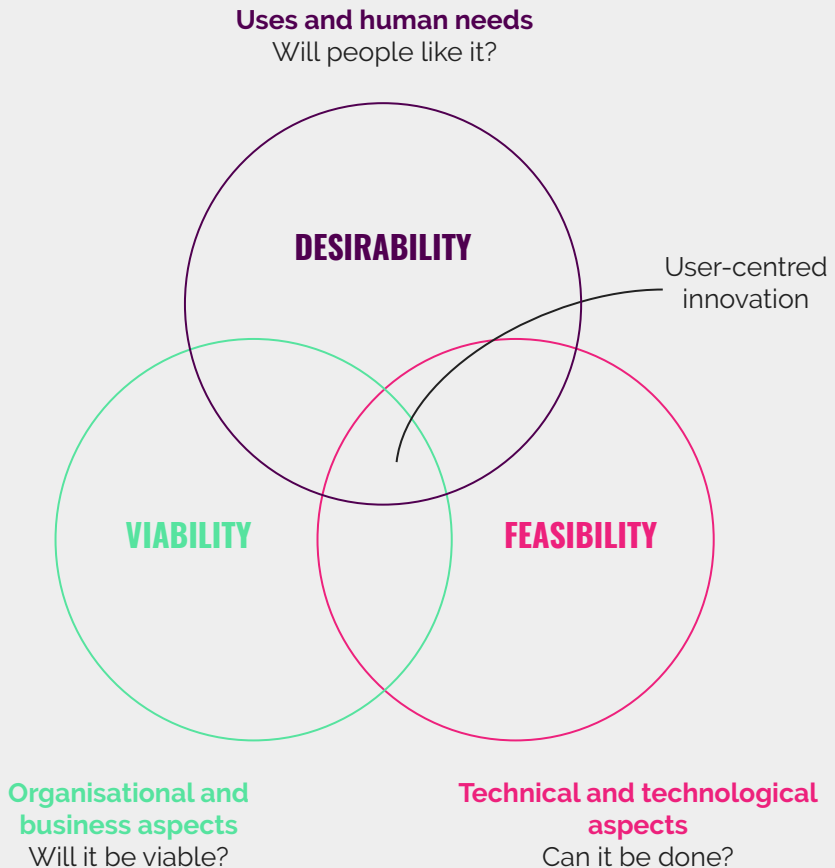 Uses and human needs
Will people like it?
DESIRABILITY
User-centred
innovation
VIABILITY
FEASIBILITY
Organisational and
business aspects
Will it be viable?
Technical and technological
aspects
Can it be done?